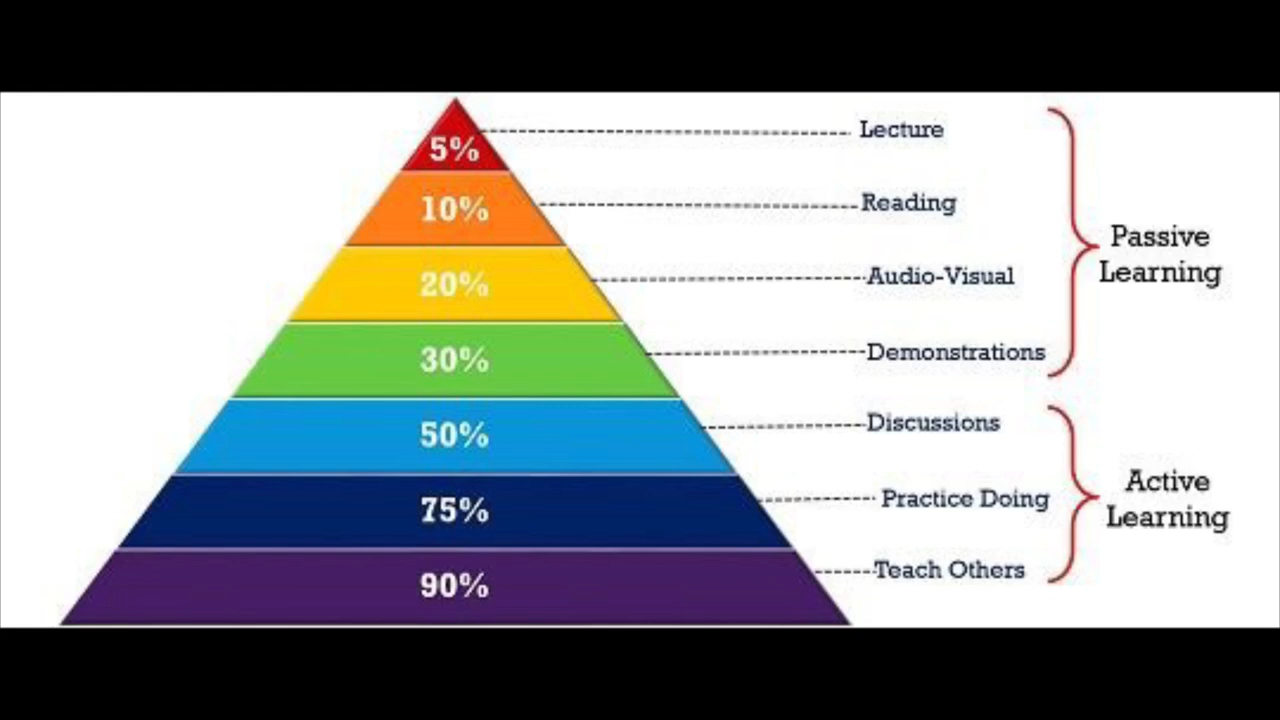 5%
Lecture
10%
Reading
20%
Audio-Visual
30%
Demonstrations
Passive
Learning
50%
Discussions
75%
Practice Doing
90%
Teach Others
Active
Learning